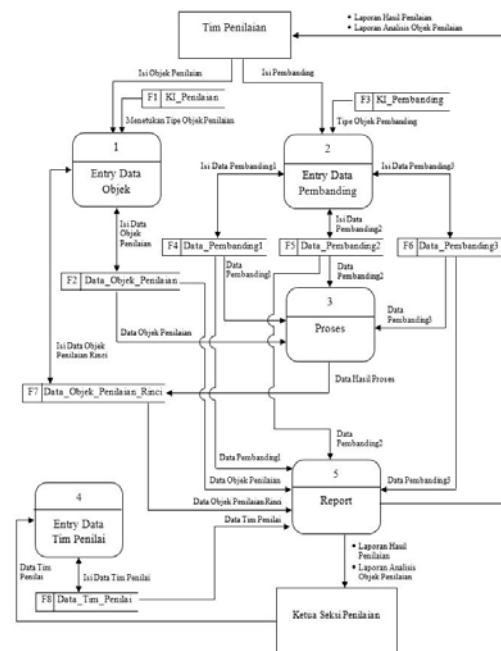 Tim Penilaian
• Laporan Hasil Penilaian
• Laporan Analisis Objek Penilaian
Isi Objek Penilaian
Isi Pembanding
F1 KI_Penilaian
F3 KI_Pembanding
Menetukan Tipe Objek Penilaian
Tipe Objek Pembanding
1
Entry Data
Objek
2
Entry Data
Pembanding
Isi Data Pembanding1
Isi Data Pembanding3
Isi Data
Objek
Penilaian
Isi Data
Pembanding2
F4 Data_Pembanding1
F5 Data_Pembanding2
F6 Data_Pembanding3
F2 Data_Objek_Penilaian
Data
Pembanding1
Data
Pembanding2
3
Proses
Data
Pembanding3
Data Objek Penilaian
Isi Data Objek
Penilaian Rinci
Data Hasil Proses
F7 Data_Objek_Penilaian_Rinci
Data
Pembanding2
Data Pembanding1
Data Objek Penilaian
Data Pembanding3
Data Objek Penilaian Rinci
5
Report
4
Entry Data
Tim Penilai
Data Tim Penilai
Data Tim
Penilai
Isi Data Tim Penilai
F8 Data_Tim_Penilai
• Laporan Hasil
Penilaian
• Laporan Analisis
Objek Penilaian
Ketua Seksi Penilaian